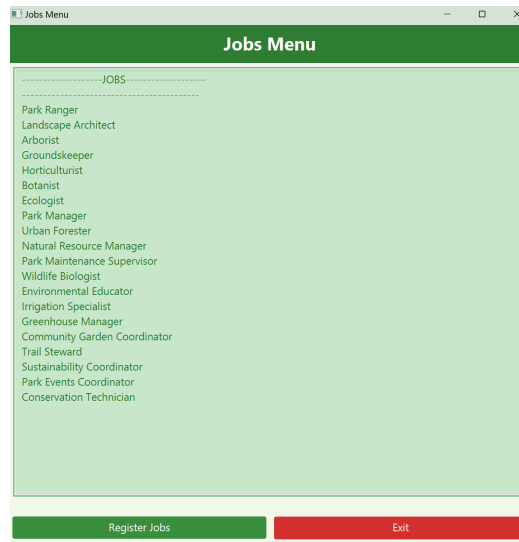 Jobs Menu
Jobs Menu
-------------------JOBS-------------------
------------------------------------------
Park Ranger
Landscape Architect
Arborist
Groundskeeper
Horticulturist
Botanist
Ecologist
Park Manager
Urban Forester
Natural Resource Manager
Park Maintenance Supervisor
Wildlife Biologist
Environmental Educator
Irrigation Specialist
Greenhouse Manager
Community Garden Coordinator
Trail Steward
Sustainability Coordinator
Park Events Coordinator
Conservation Technician
Register Jobs
Exit